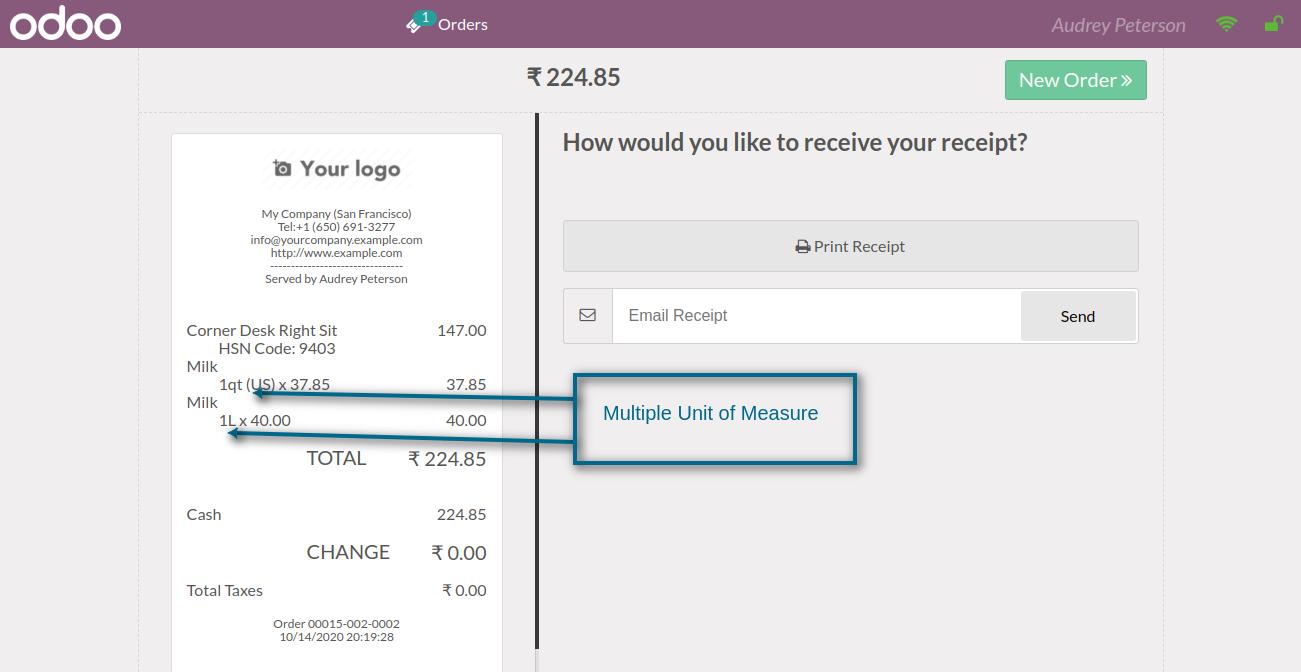 odoo
1
Orders
Audrey Peterson
₹ 224.85
New Order
Your logo
My Company (San Francisco)
Tel:+1 (650) 691-3277
info@yourcompany.example.com
http://www.example.com
--------------------------------
Served by Audrey Peterson
Corner Desk Right Sit 147.00
HSN Code: 9403
Milk
1qt (US) x 37.85 37.85
Milk
1L x 40.00 40.00
TOTAL ₹ 224.85
Cash 224.85
CHANGE ₹ 0.00
Total Taxes ₹ 0.00
Order 00015-002-0002
10/14/2020 20:19:28
How would you like to receive your receipt?
Print Receipt
Email Receipt
Send
Multiple Unit of Measure